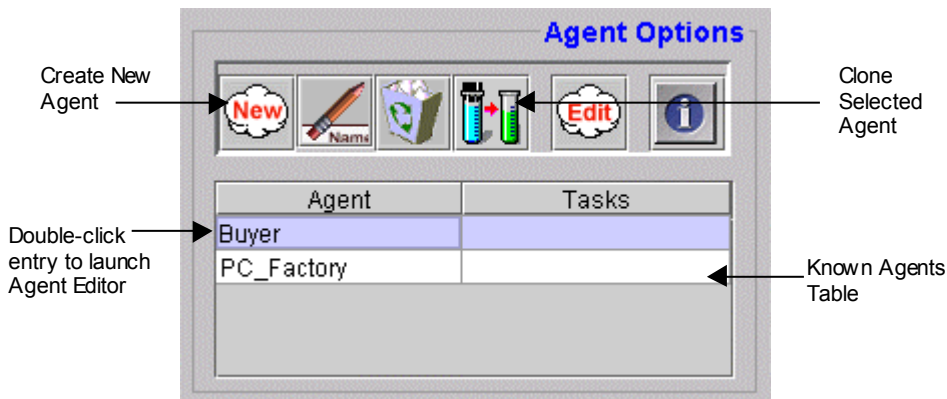 Agent Options
Create New
Agent
New
Name
Edit
Clone
Selected
Agent
Agent Tasks
Buyer
PC_Factory
Double-click
entry to launch
Agent Editor
Known Agents
Table